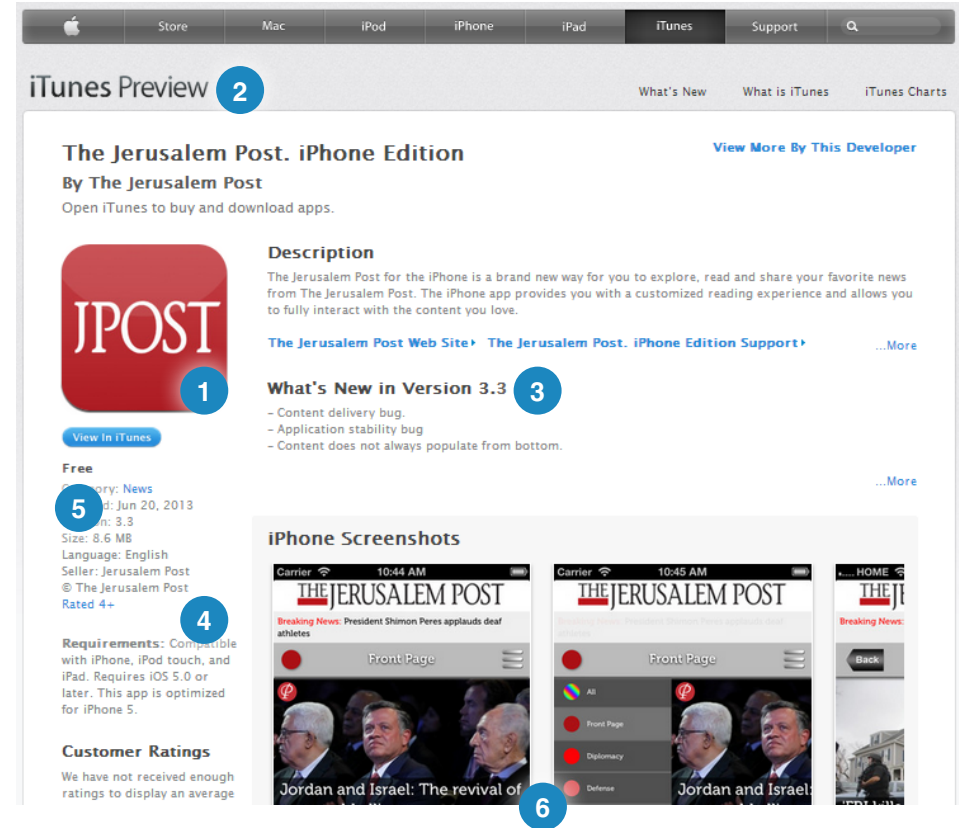 Store Mac iPod iPhone iPad iTunes Support
iTunes Preview 2
What's New What is iTunes iTunes Charts
The Jerusalem Post. iPhone Edition
View More By This Developer
By The Jerusalem Post
Open iTunes to buy and download apps.
JPOST
1
View In iTunes
Free
Category: News
5
Jun 20, 2013
3.3
Size: 8.6 MB
Language: English
Seller: Jerusalem Post
© The Jerusalem Post
Rated 4+
4
Requirements: Compatible
with iPhone, iPod touch, and
iPad. Requires iOS 5.0 or
later. This app is optimized
for iPhone 5.
Customer Ratings
We have not received enough
ratings to display an average
Description
The Jerusalem Post for the iPhone is a brand new way for you to explore, read and share your favorite news
from The Jerusalem Post. The iPhone app provides you with a customized reading experience and allows you
to fully interact with the content you love.
The Jerusalem Post Web Site The Jerusalem Post. iPhone Edition Support
...More
What's New in Version 3.3 3
– Content delivery bug.
– Application stability bug
– Content does not always populate from bottom.
...More
iPhone Screenshots
Carrier 10:44 AM
THE JERUSALEM POST
Breaking News: President Shimon Peres applauds deaf
athletes
Front Page
Jordan and Israel: The revival of
Carrier 10:45 AM
THE JERUSALEM POST
Breaking News: President Shimon Peres applauds deaf
athletes
Front Page
All
Front Page
Diplomacy
Defense
Jordan and Israel:
6
.... HOME
THE JE
Breaking News:
Back